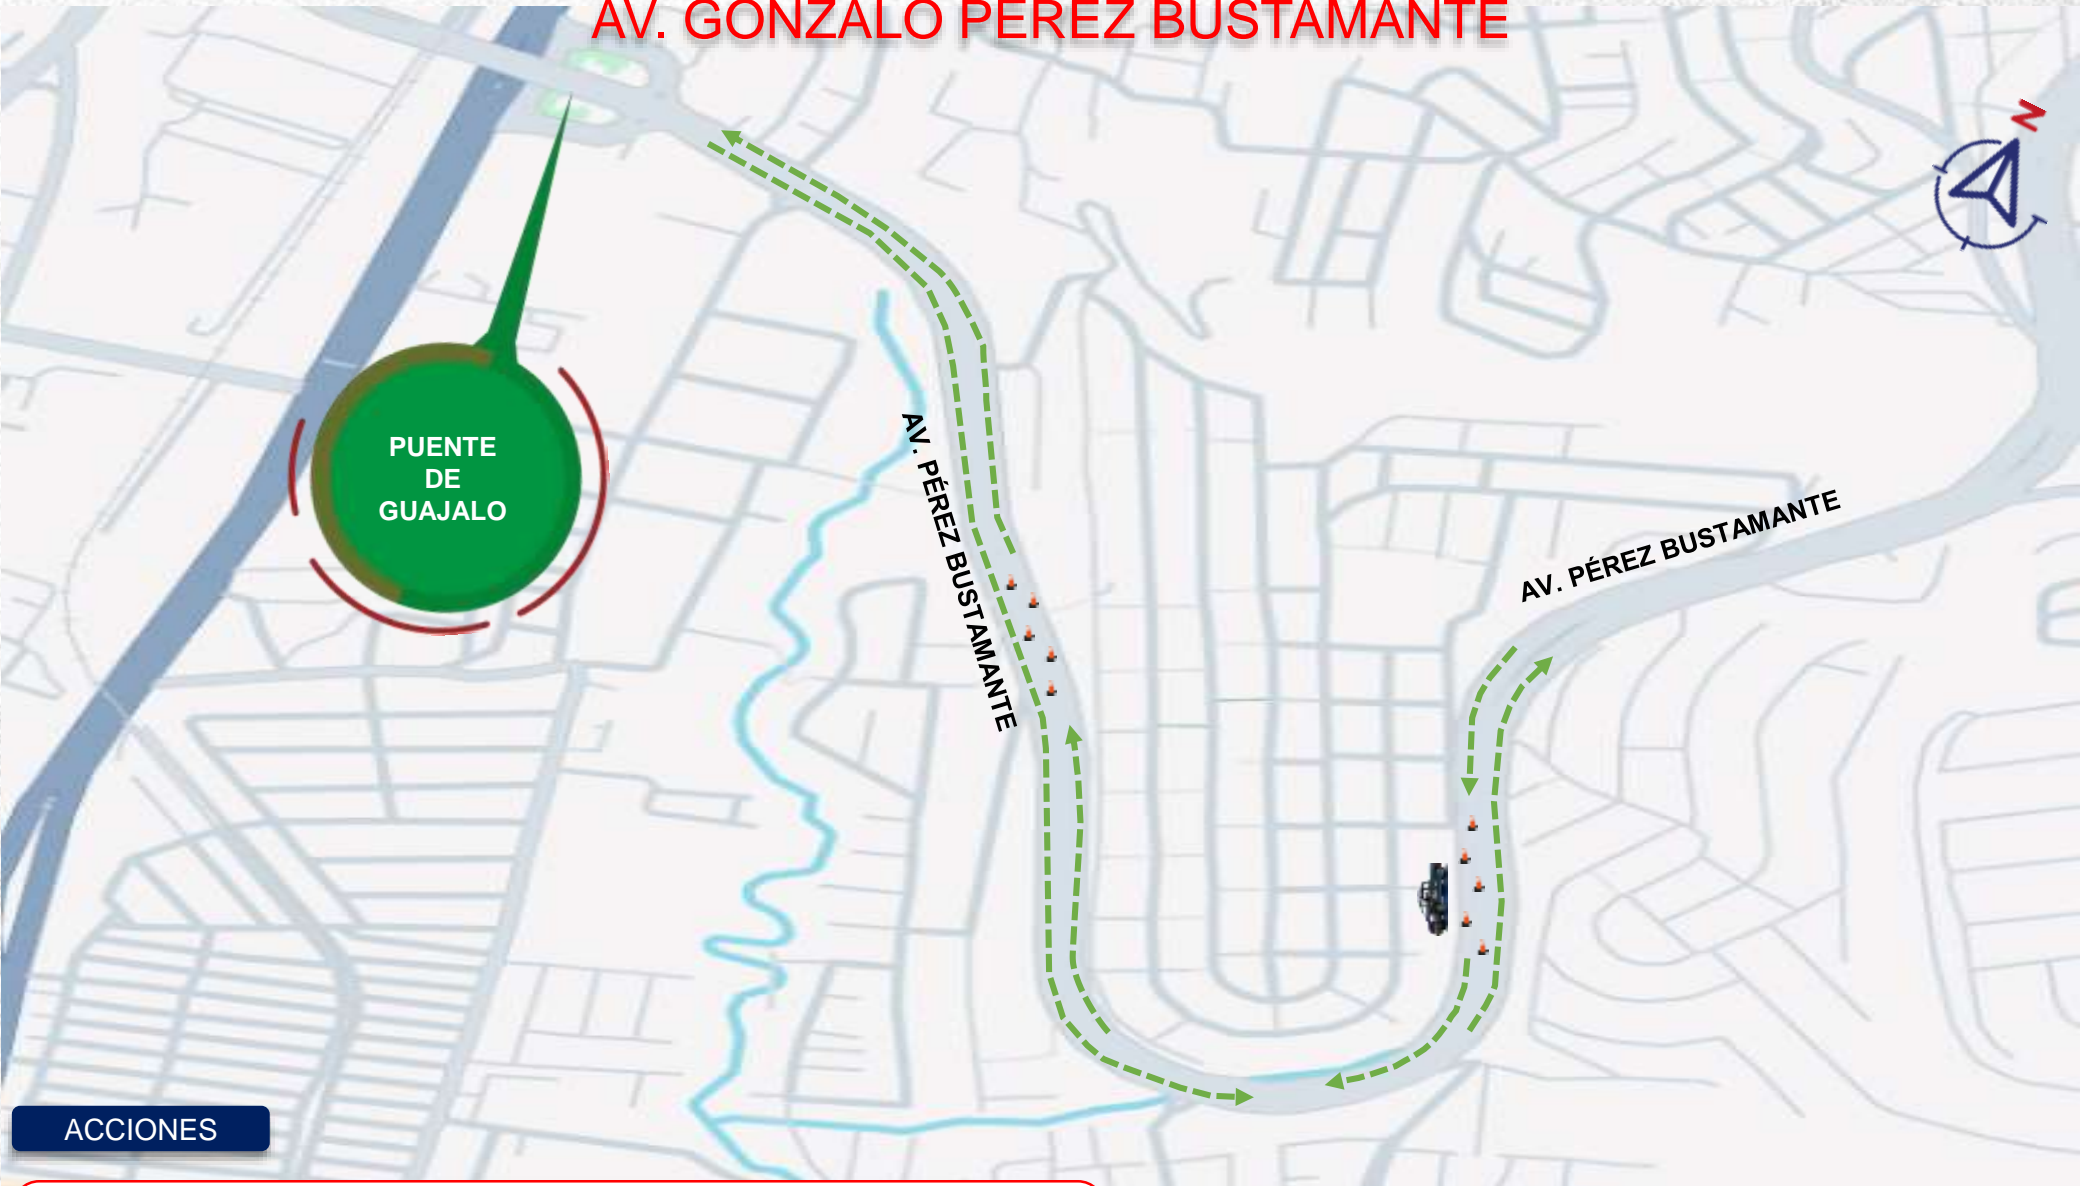 AV. GONZALO PÉREZ BUSTAMANTE
N
PUENTE
DE
GUAJALO
AV. PÉREZ BUSTAMANTE
AV. PÉREZ BUSTAMANTE
ACCIONES